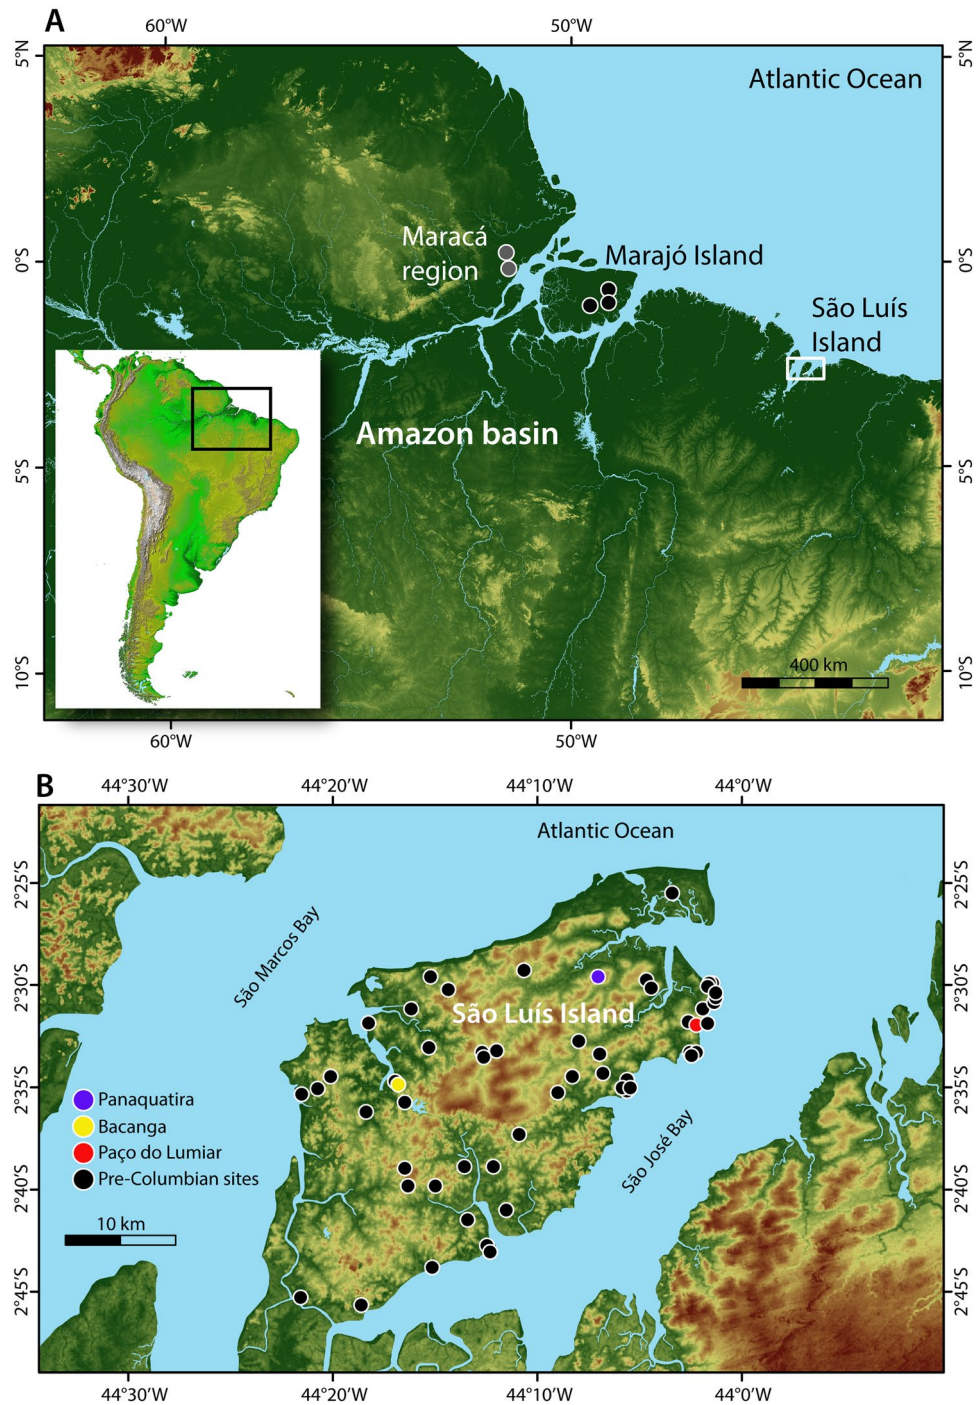 A
60°W
50°W
5°N
5°N
Atlantic Ocean
Maracá
region
Marajó Island
0°S
0°S
São Luís
Island
Amazon basin
5°S
5°S
400 km
10°S
10°S
60°W
50°W
B
44°30'W
44°20'W
44°10'W
44°0'W
Atlantic Ocean
2°25'S
2°25'S
São Marcos Bay
2°30'S
2°30'S
São Luís Island
2°35'S
2°35'S
Panaquatira
Bacanga
Paço do Lumiar
Pre-Columbian sites
São José Bay
2°40'S
2°40'S
10 km
2°45'S
2°45'S
44°30'W
44°20'W
44°10'W
44°0'W